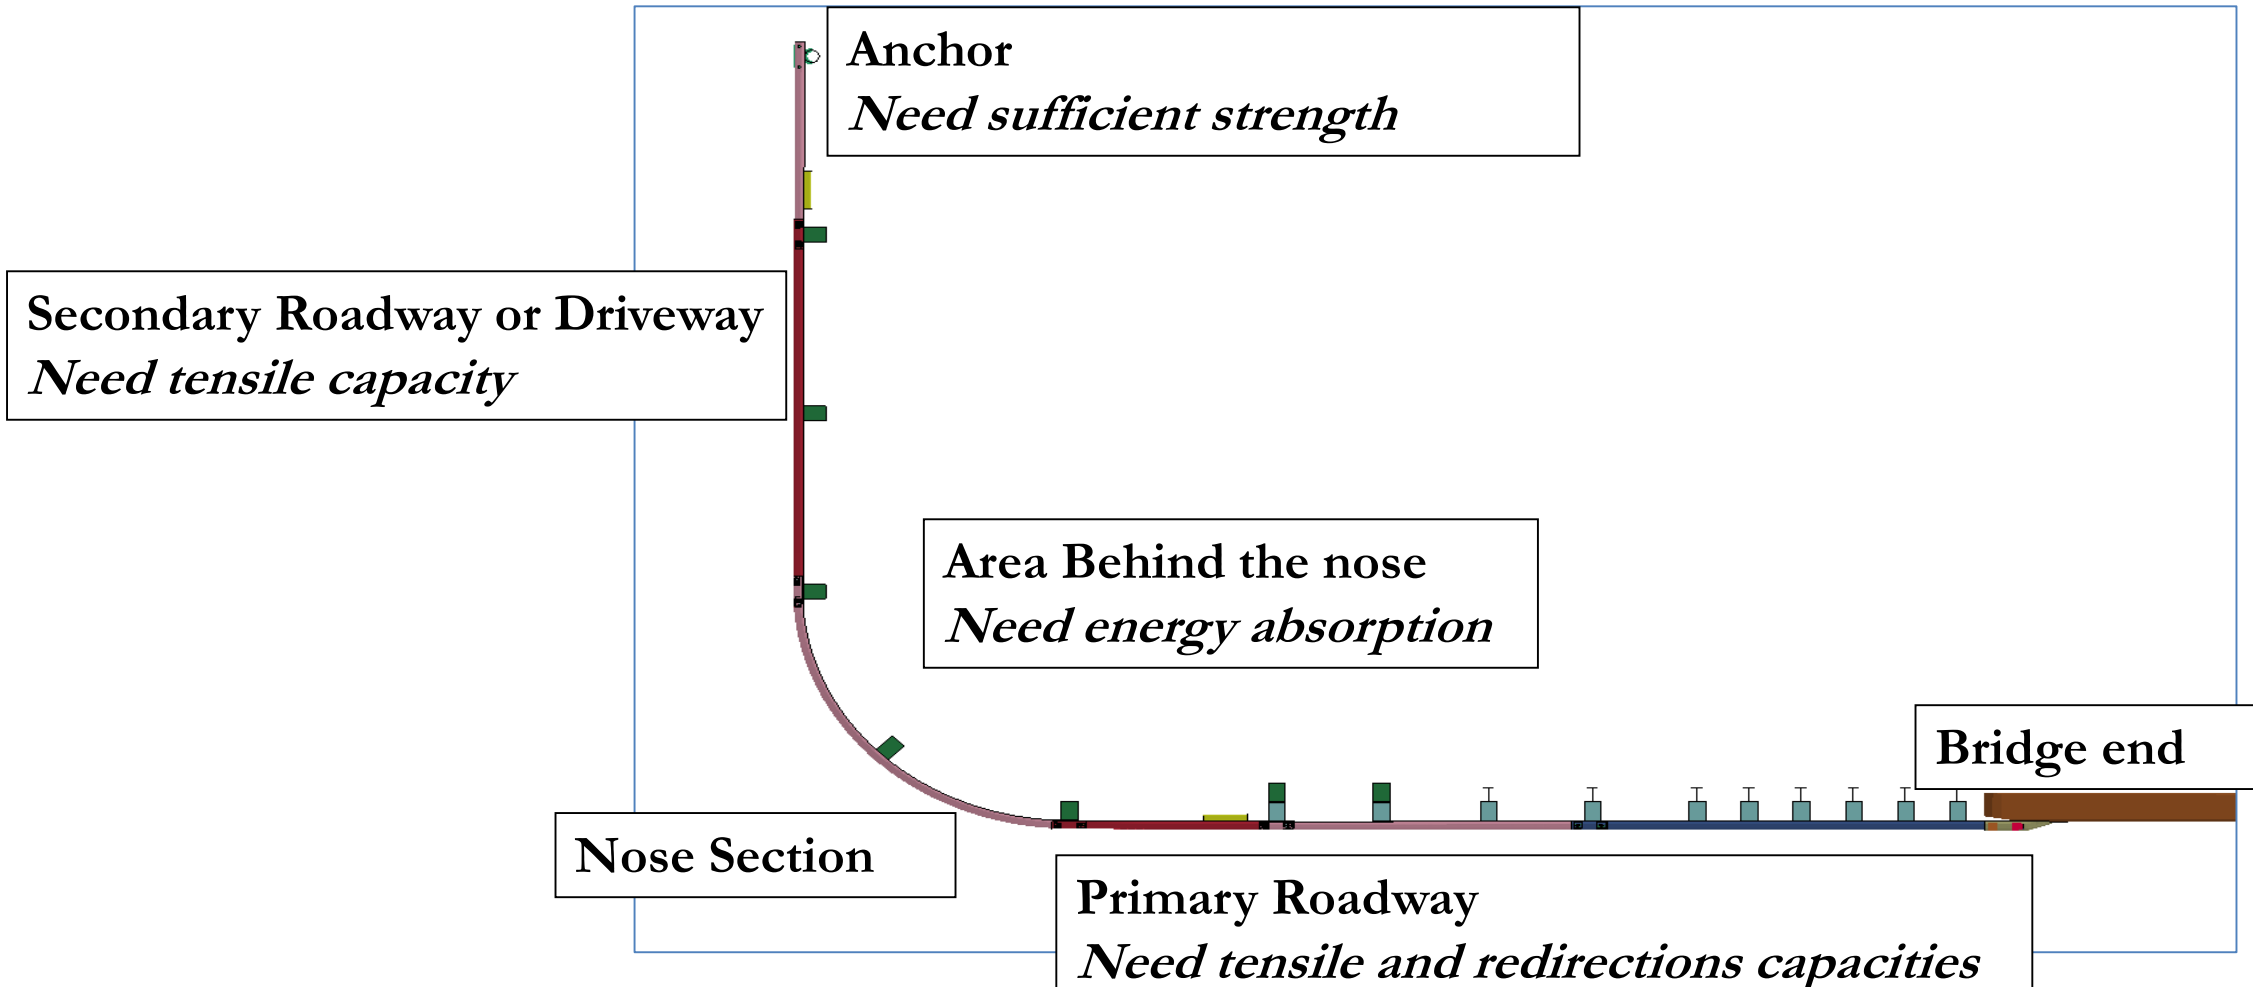 Anchor
Need sufficient strength
Secondary Roadway or Driveway
Need tensile capacity
Area Behind the nose
Need energy absorption
Bridge end
Nose Section
Primary Roadway
Need tensile and redirections capacities